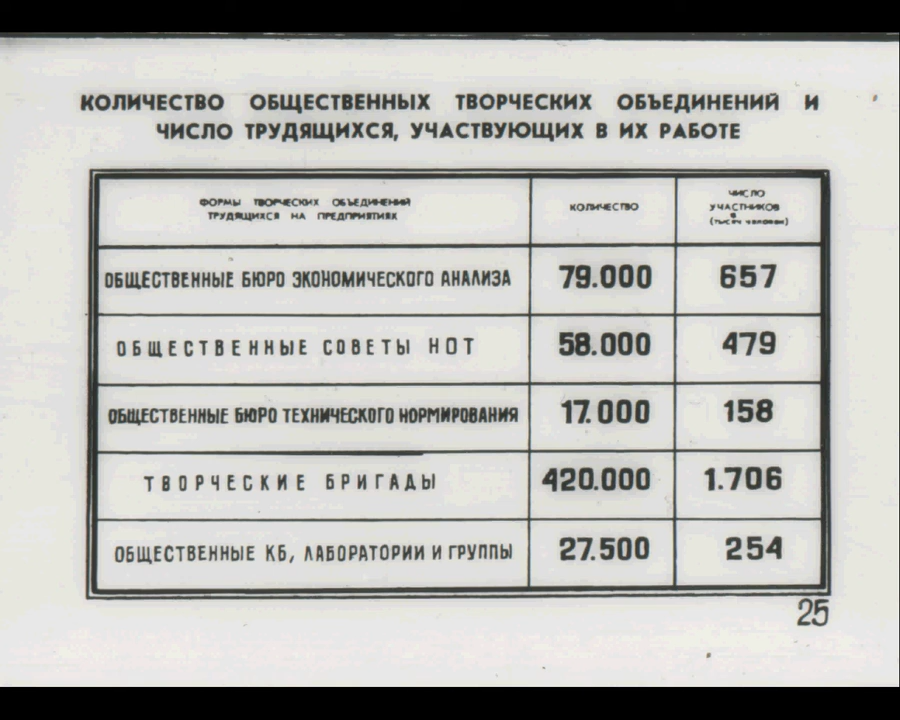 КОЛИЧЕСТВО ОБЩЕСТВЕННЫХ ТВОРЧЕСКИХ ОБЪЕДИНЕНИЙ И
ЧИСЛО ТРУДЯЩИХСЯ, УЧАСТВУЮЩИХ В ИХ РАБОТЕ
ФОРМЫ ТВОРЧЕСКИХ ОБЪЕДИНЕНИЙ
ТРУДЯЩИХСЯ НА ПРЕДПРИЯТИЯХ
КОЛИЧЕСТВО
ЧИСЛО
УЧАСТНИКОВ
в
(тысяч человек)
ОБЩЕСТВЕННЫЕ БЮРО ЭКОНОМИЧЕСКОГО АНАЛИЗА 79.000 657
ОБЩЕСТВЕННЫЕ СОВЕТЫ НОТ 58.000 479
ОБЩЕСТВЕННЫЕ БЮРО ТЕХНИЧЕСКОГО НОРМИРОВАНИЯ 17.000 158
ТВОРЧЕСКИЕ БРИГАДЫ 420.000 1.706
ОБЩЕСТВЕННЫЕ КБ, ЛАБОРАТОРИИ И ГРУППЫ 27.500 254
25